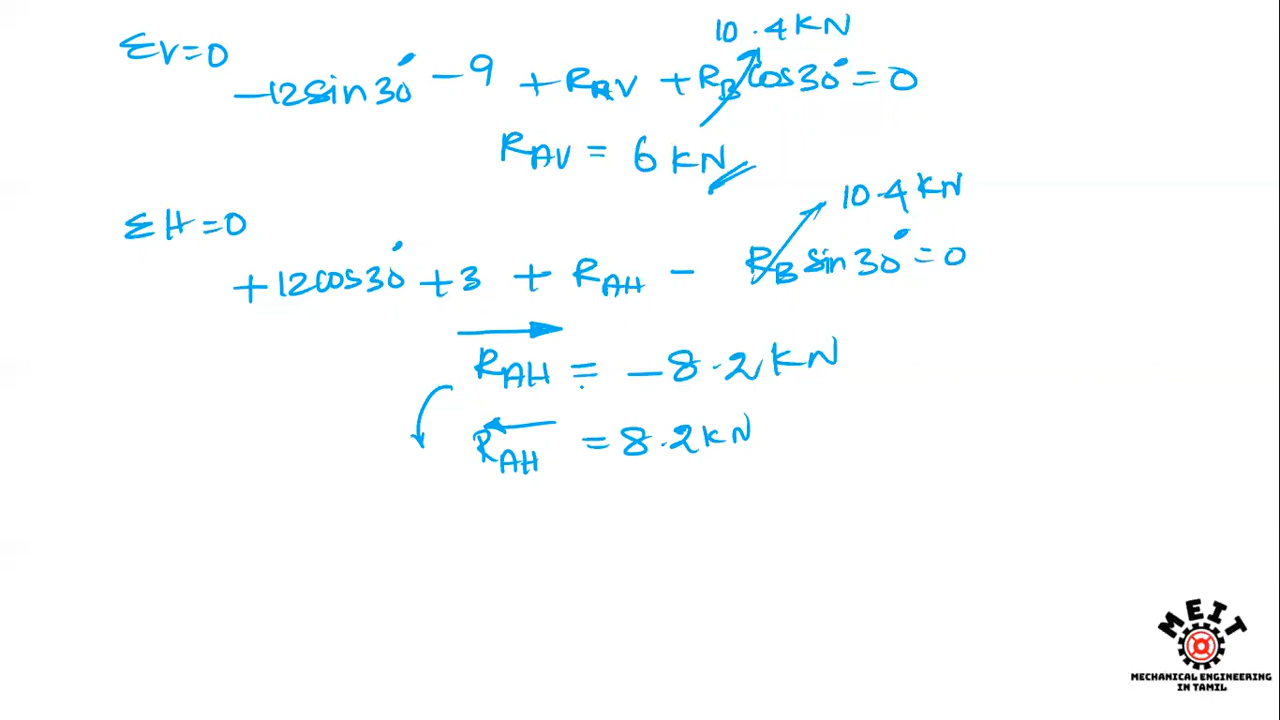 10.4KN
ΣV=0
-12sin30° -9 +RAV +RB cos30°=0
RAV = 6 KN
10.4KN
ΣH=0
+12cos30° +3 + RAH - RB sin30°=0
RAH = -8.2KN
RAH = 8.2KN
MEIT
MECHANICAL ENGINEERING
IN TAMIL